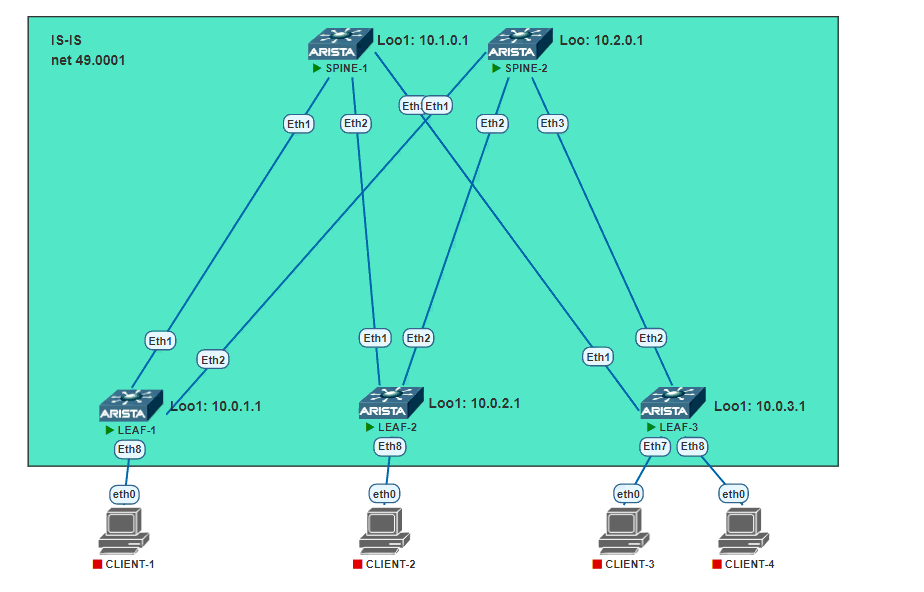 IS-IS
net 49.0001
ARISTA
Loo1: 10.1.0.1
SPINE-1
ARISTA
Loo: 10.2.0.1
SPINE-2
Eth1
Eth2
Eth
Eth1
Eth2
Eth3
Eth1
Eth2
Eth1
Eth2
Eth1
Eth2
ARISTA
Loo1: 10.0.1.1
LEAF-1
ARISTA
Loo1: 10.0.2.1
LEAF-2
ARISTA
Loo1: 10.0.3.1
LEAF-3
Eth8
Eth8
Eth7
Eth8
eth0
eth0
eth0
eth0
CLIENT-1
CLIENT-2
CLIENT-3
CLIENT-4